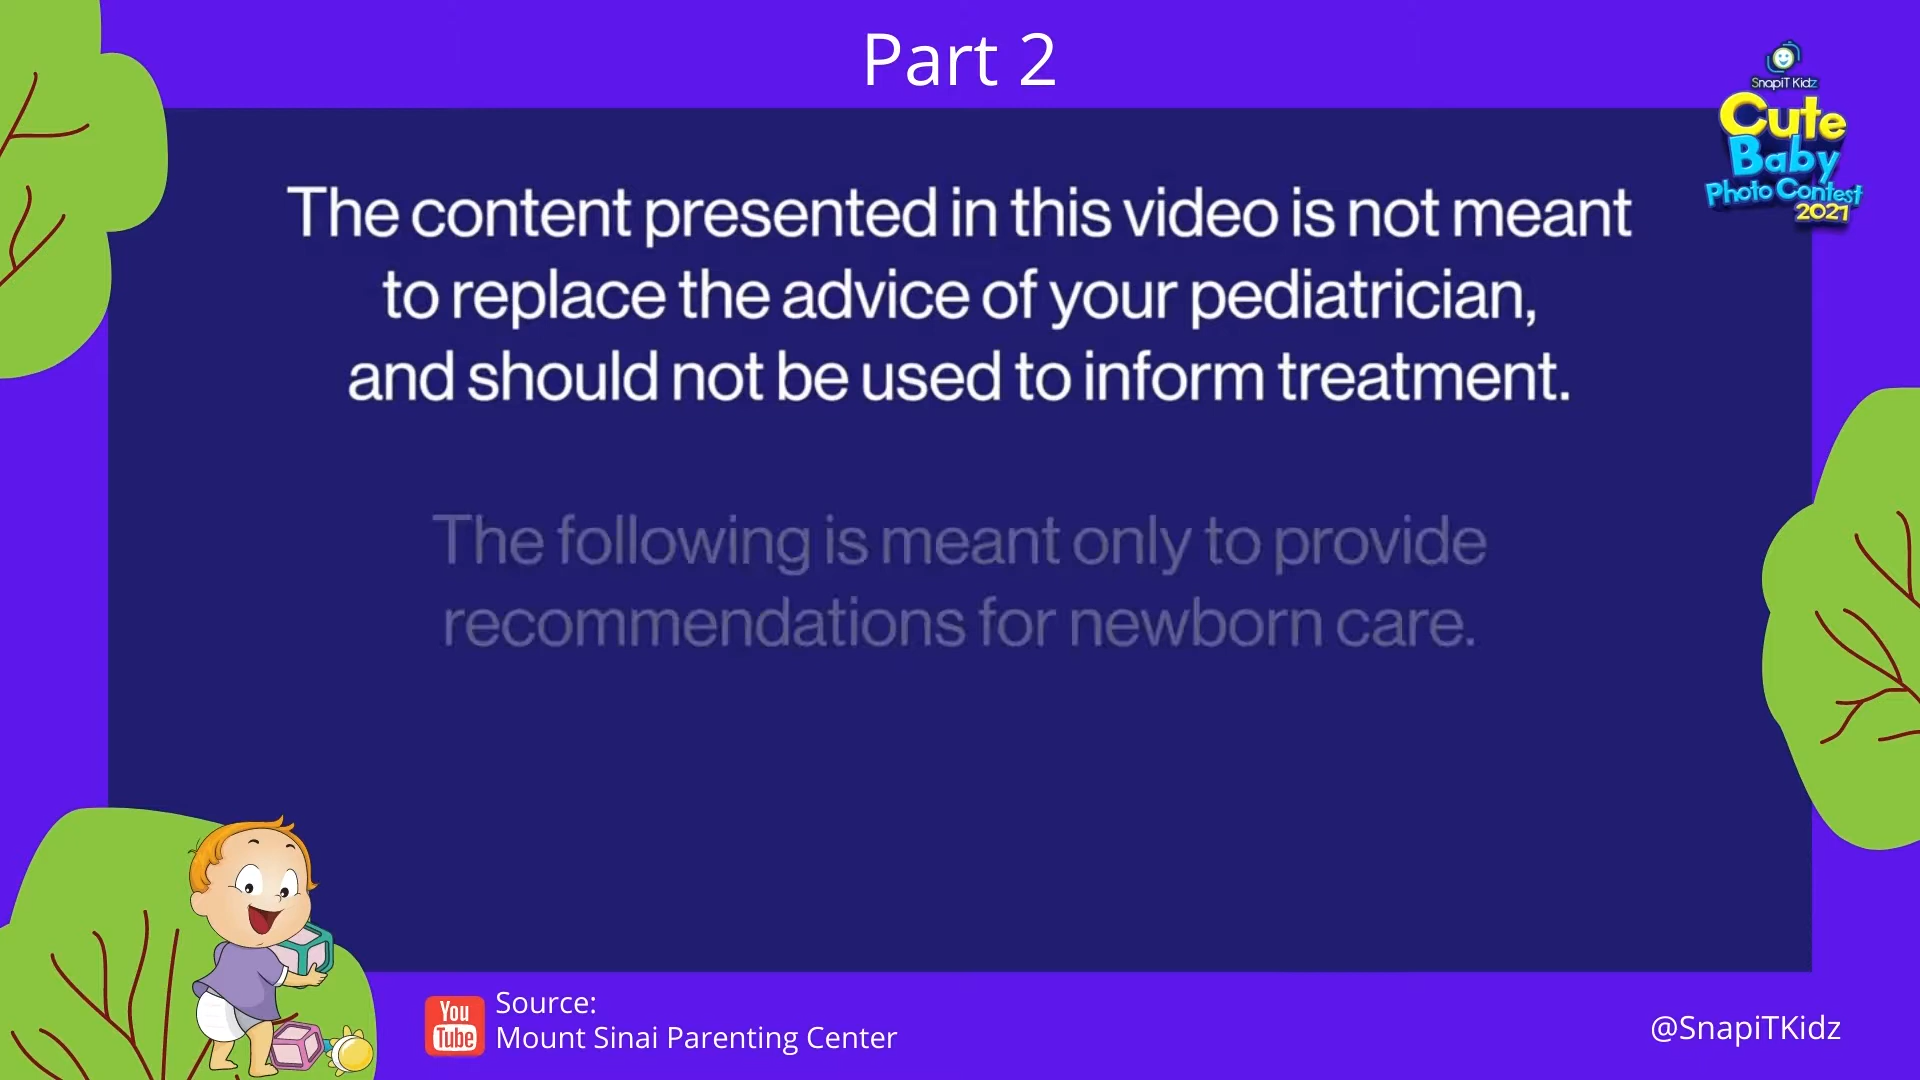 Part 2
SnapiT Kidz
Cute
Baby
Photo Contest
2021
The content presented in this video is not meant
to replace the advice of your pediatrician,
and should not be used to inform treatment.
The following is meant only to provide
recommendations for newborn care.
You
Tube
Source:
Mount Sinai Parenting Center
@SnapiTKidz